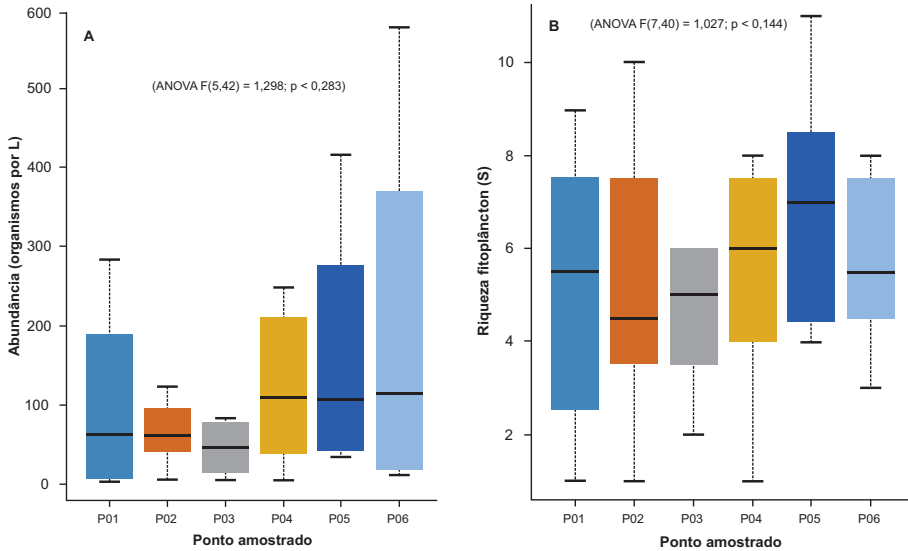 A
(ANOVA F(5,42) = 1,298; p < 0,283)
Abundância (organismos por L)
600
500
400
300
200
100
0
P01 P02 P03 P04 P05 P06
Ponto amostrado
B
(ANOVA F(7,40) = 1,027; p < 0,144)
Riqueza fitoplâncton (S)
10
8
6
4
2
P01 P02 P03 P04 P05 P06
Ponto amostrado